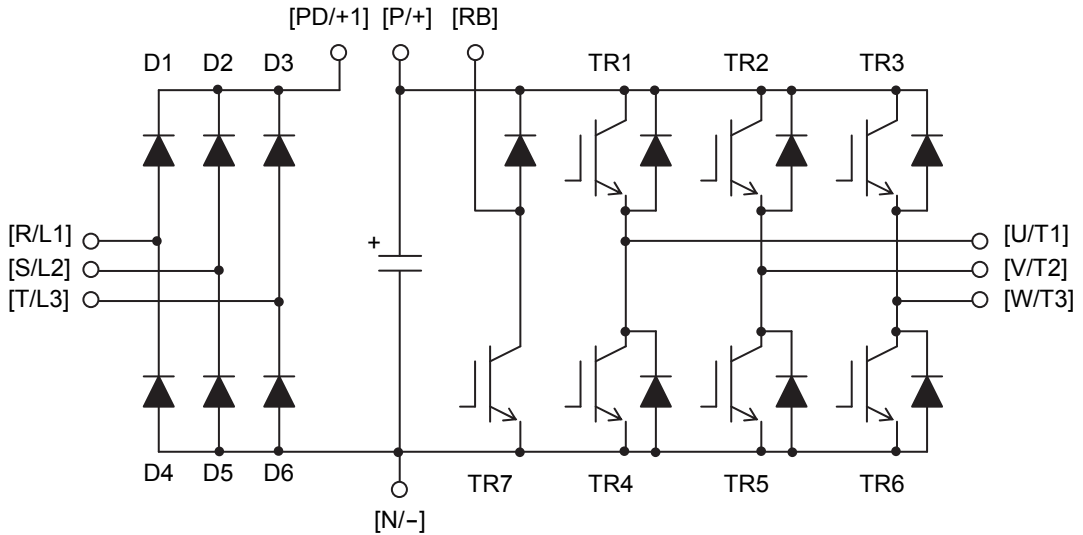 [PD/+1] [P/+] [RB]
D1 D2 D3 TR1 TR2 TR3
[R/L1] [U/T1]
+
[S/L2] [V/T2]
[T/L3] [W/T3]
D4 D5 D6 TR7 TR4 TR5 TR6
[N/−]